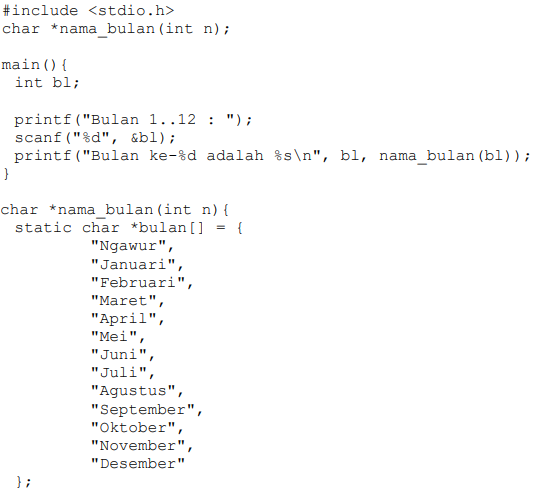 #include <stdio.h>
char *nama_bulan(int n);

main(){
  int bl;

  printf("Bulan 1..12 : ");
  scanf("%d", &bl);
  printf("Bulan ke-%d adalah %s\n", bl, nama_bulan(bl));
}

char *nama_bulan(int n){
  static char *bulan[] = {
          "Ngawur",
          "Januari",
          "Februari",
          "Maret",
          "April",
          "Mei",
          "Juni",
          "Juli",
          "Agustus",
          "September",
          "Oktober",
          "November",
          "Desember"
  };